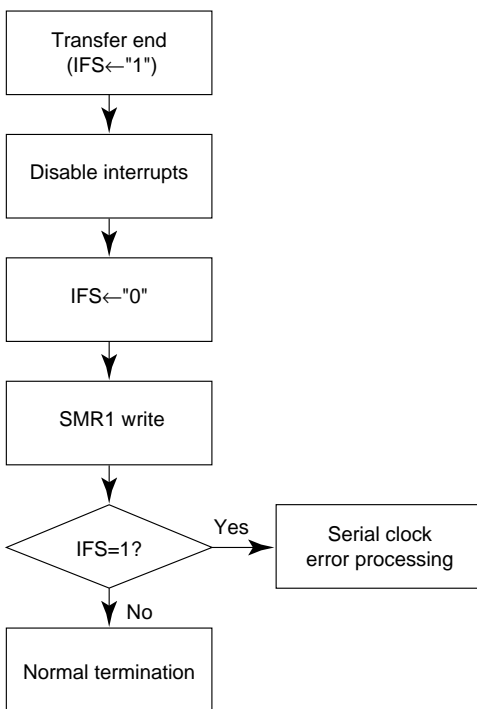 Transfer end
(IFS←"1")
Disable interrupts
IFS←"0"
SMR1 write
IFS=1?
Yes
Serial clock
error processing
No
Normal termination